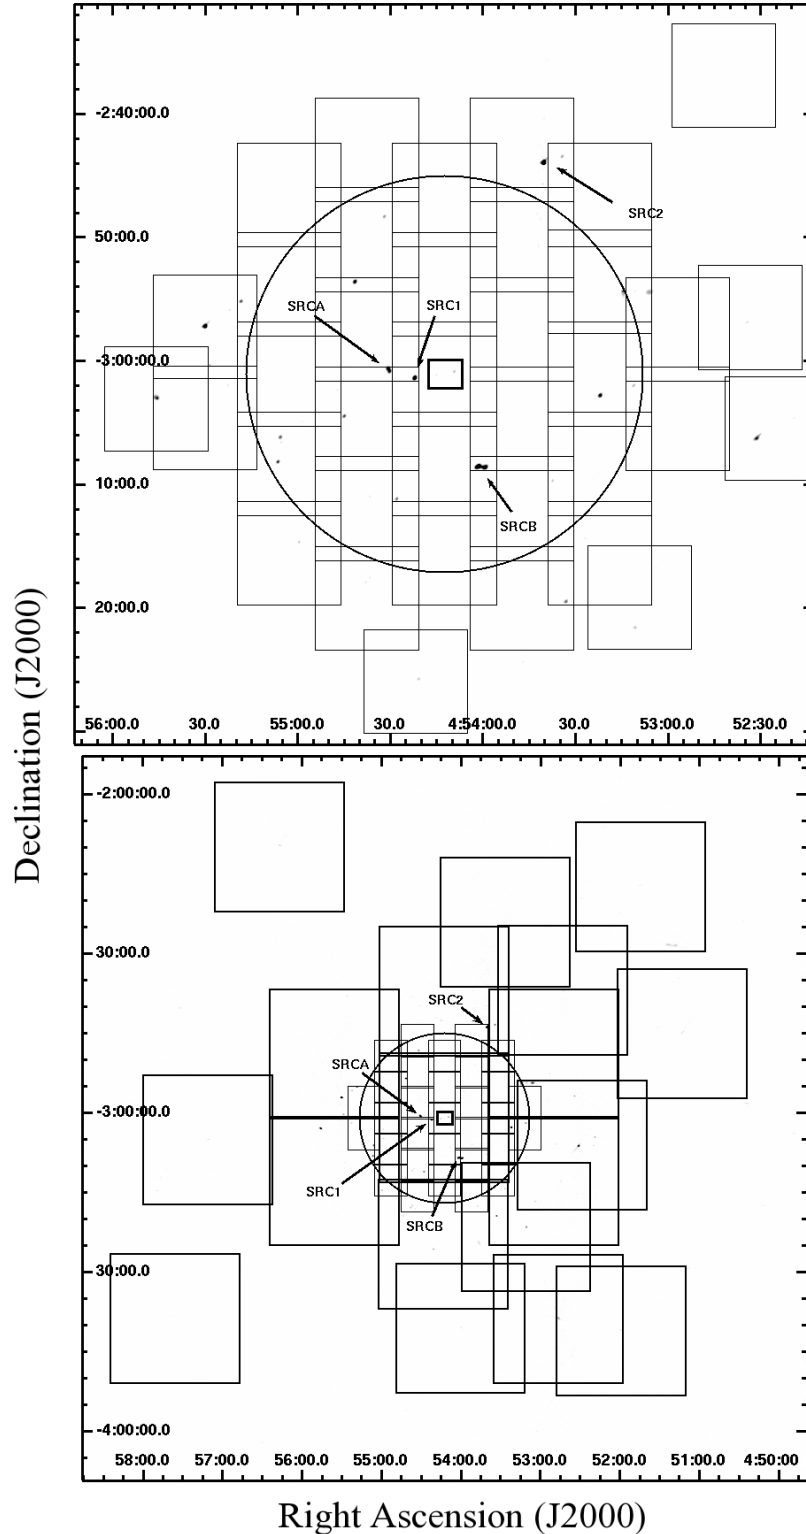 -2:40:00.0
SRC2
50:00.0
SRCA
SRC1
-3:00:00.0
10:00.0
SRCB
20:00.0
56:00.0 30.0 55:00.0 30.0 4:54:00.0 30.0 53:00.0 52:30.0
Declination (J2000)
-2:00:00.0
30:00.0
SRC2
SRCA
-3:00:00.0
SRC1
SRCB
30:00.0
-4:00:00.0
58:00.0 57:00.0 56:00.0 55:00.0 54:00.0 53:00.0 52:00.0 51:00.0 4:50:00.0
Right Ascension (J2000)